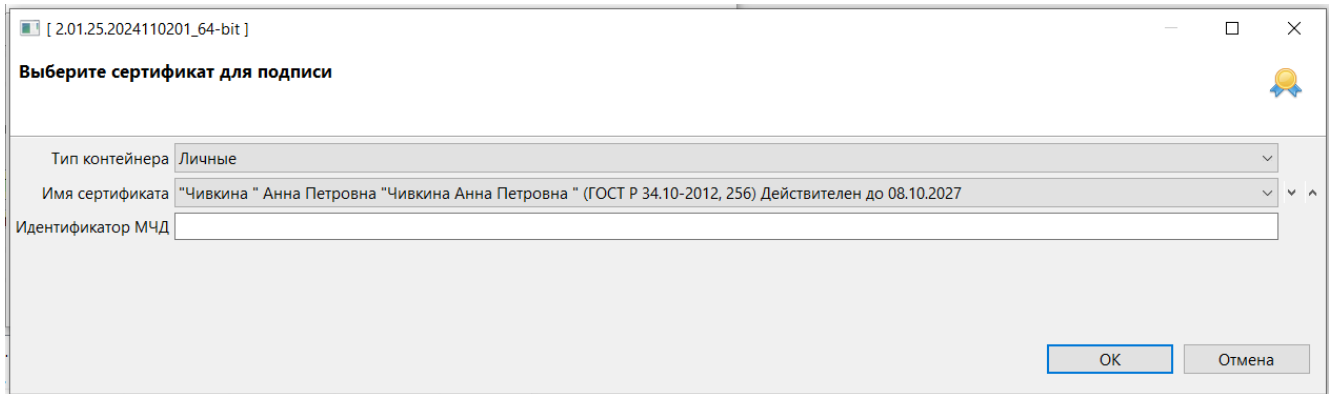 [ 2.01.25.2024110201_64-bit ]
Выберите сертификат для подписи
Тип контейнера Личные
Имя сертификата "Чивкина " Анна Петровна "Чивкина Анна Петровна " (ГОСТ Р 34.10-2012, 256) Действителен до 08.10.2027
Идентификатор МЧД
ОК Отмена